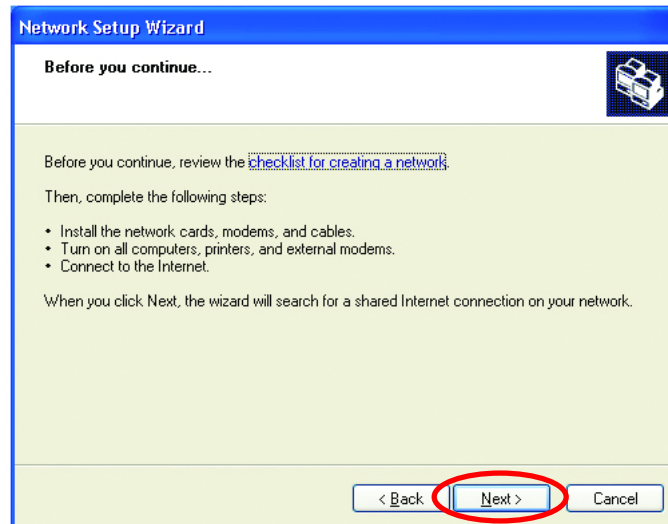 Network Setup Wizard
Before you continue...
Before you continue, review the checklist for creating a network.
Then, complete the following steps:
• Install the network cards, modems, and cables.
• Turn on all computers, printers, and external modems.
• Connect to the Internet.
When you click Next, the wizard will search for a shared Internet connection on your network.
< Back Next > Cancel